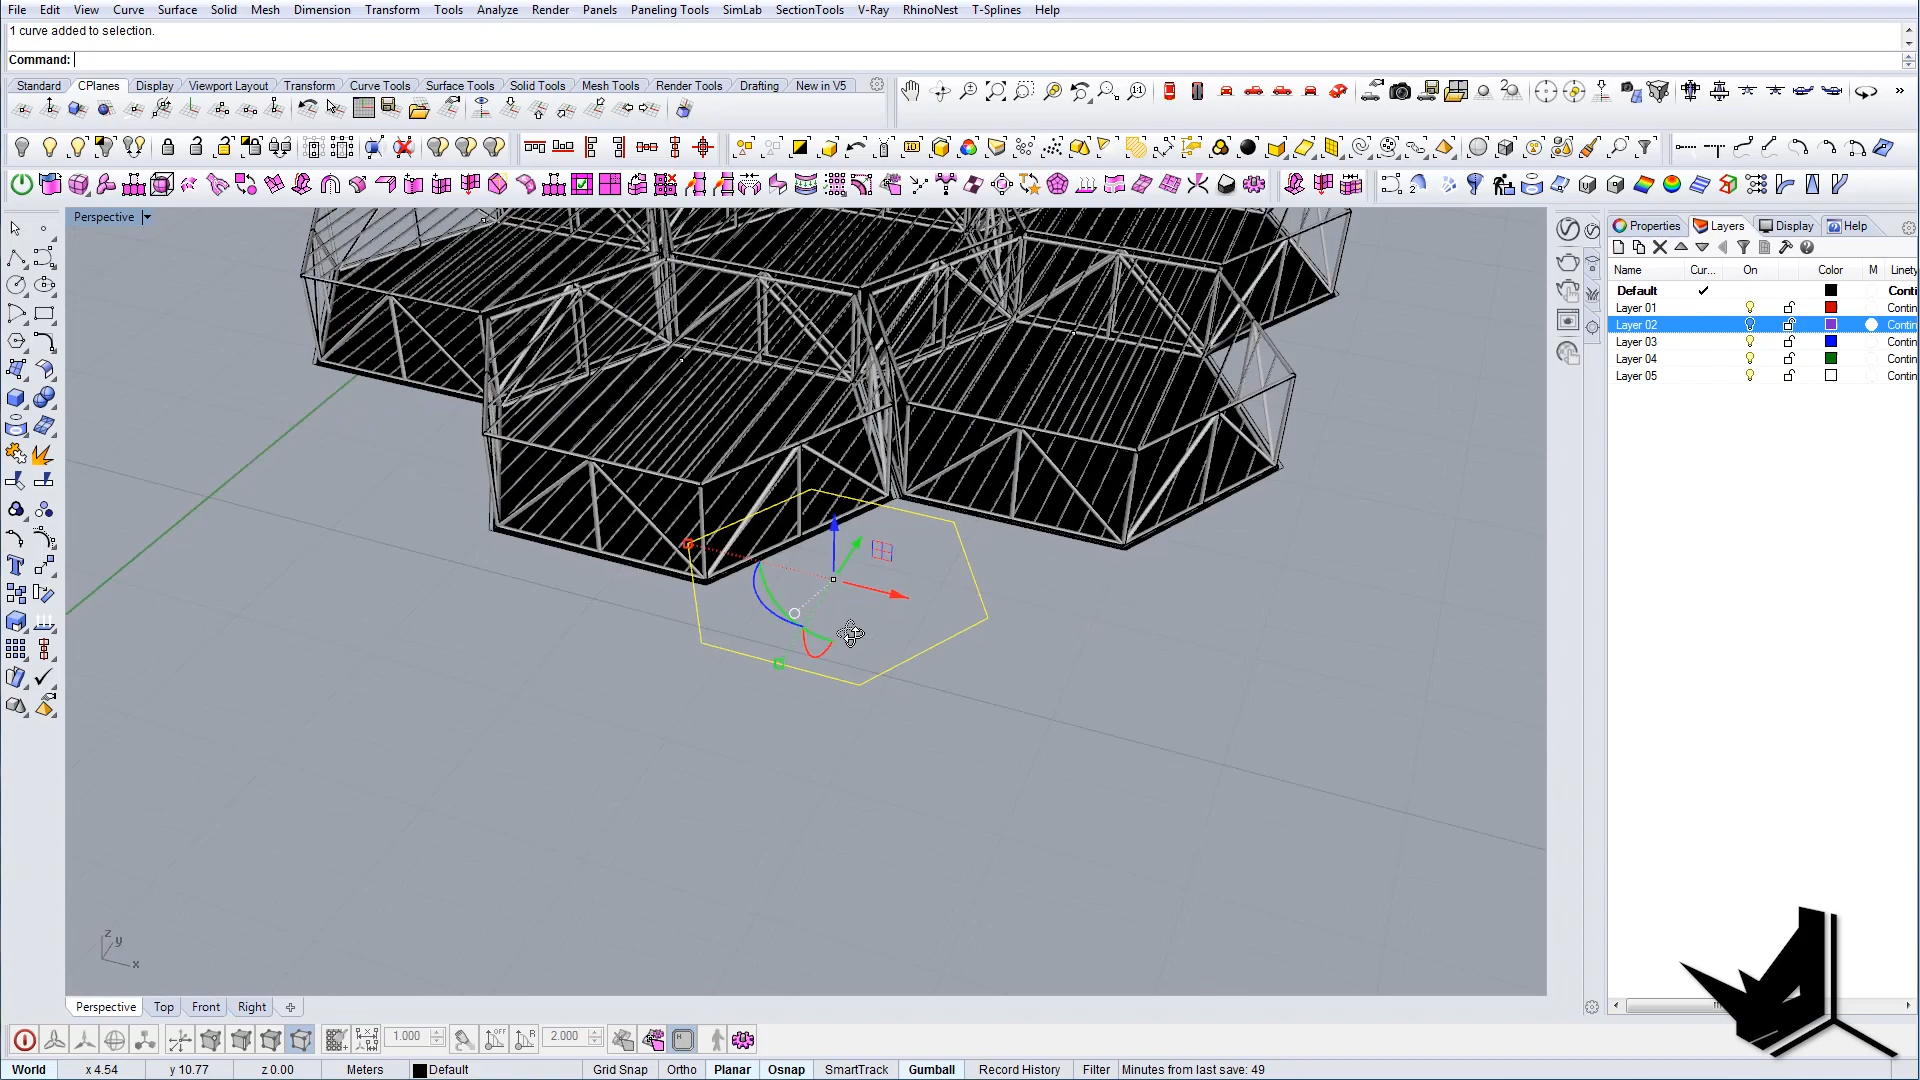 File Edit View Curve Surface Solid Mesh Dimension Transform Tools Analyze Render Panels Paneling Tools SimLab SectionTools V-Ray RhinoNest T-Splines Help
1 curve added to selection.
Command:
Standard CPlanes Display Viewport Layout Transform Curve Tools Surface Tools Solid Tools Mesh Tools Render Tools Drafting New in V5
Perspective
Properties Layers Display Help
Name Cur... On Color M Linety
Default Conti
Layer 01 Contin
Layer 02 Contin
Layer 03 Contin
Layer 04 Contin
Layer 05 Contin
z
y
x
Perspective Top Front Right
1.000 2.000
World x 4.54 y 10.77 z 0.00 Meters Default Grid Snap Ortho Planar Osnap SmartTrack Gumball Record History Filter Minutes from last save: 49